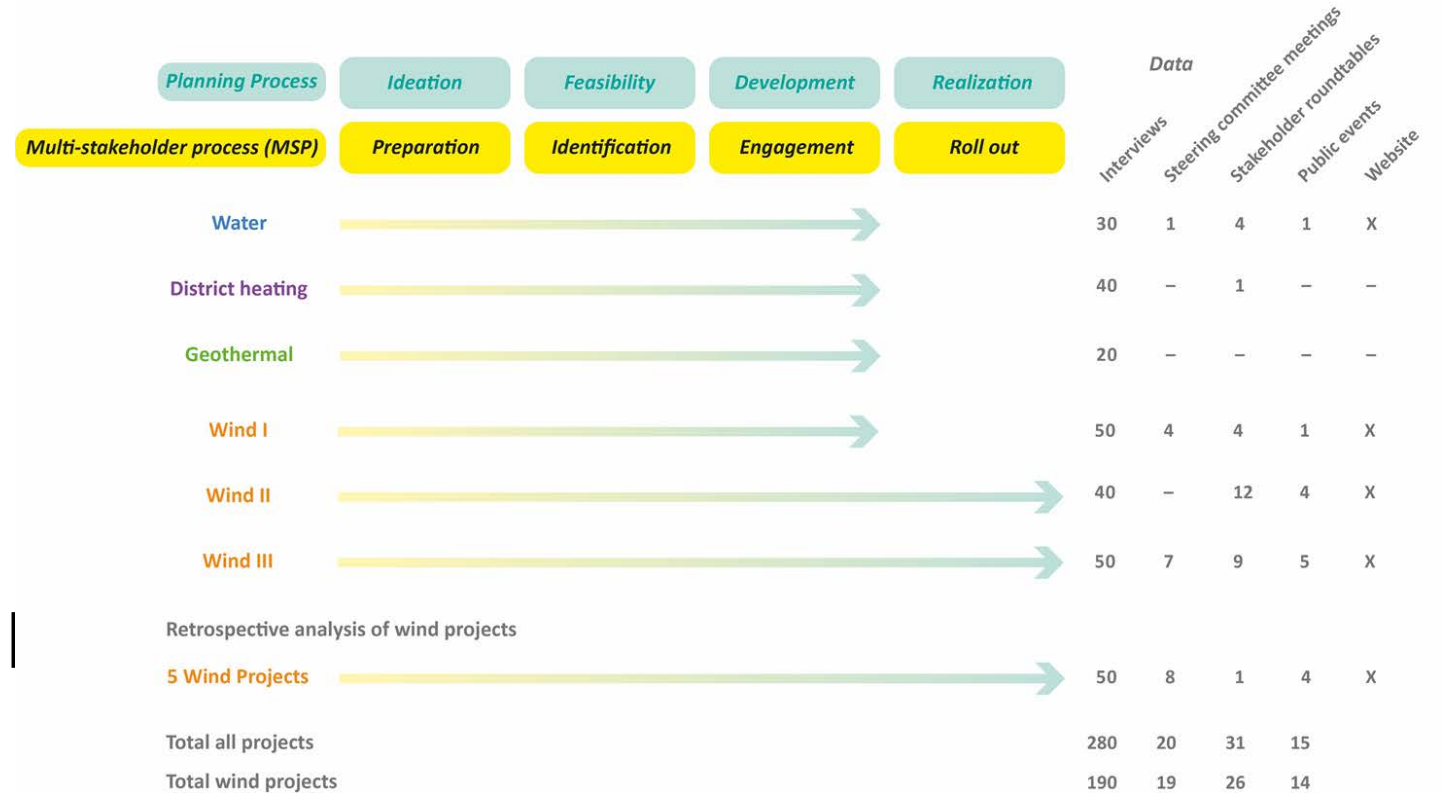 Data
Interviews
Steering committee meetings
Stakeholder roundtables
Public events
Website
Planning Process Ideation Feasibility Development Realization
Multi-stakeholder process (MSP) Preparation Identification Engagement Roll out
Water 30 1 4 1 X
District heating 40 – 1 – –
Geothermal 20 – – – –
Wind I 50 4 4 1 X
Wind II 40 – 12 4 X
Wind III 50 7 9 5 X
Retrospective analysis of wind projects
5 Wind Projects 50 8 1 4 X
Total all projects 280 20 31 15
Total wind projects 190 19 26 14